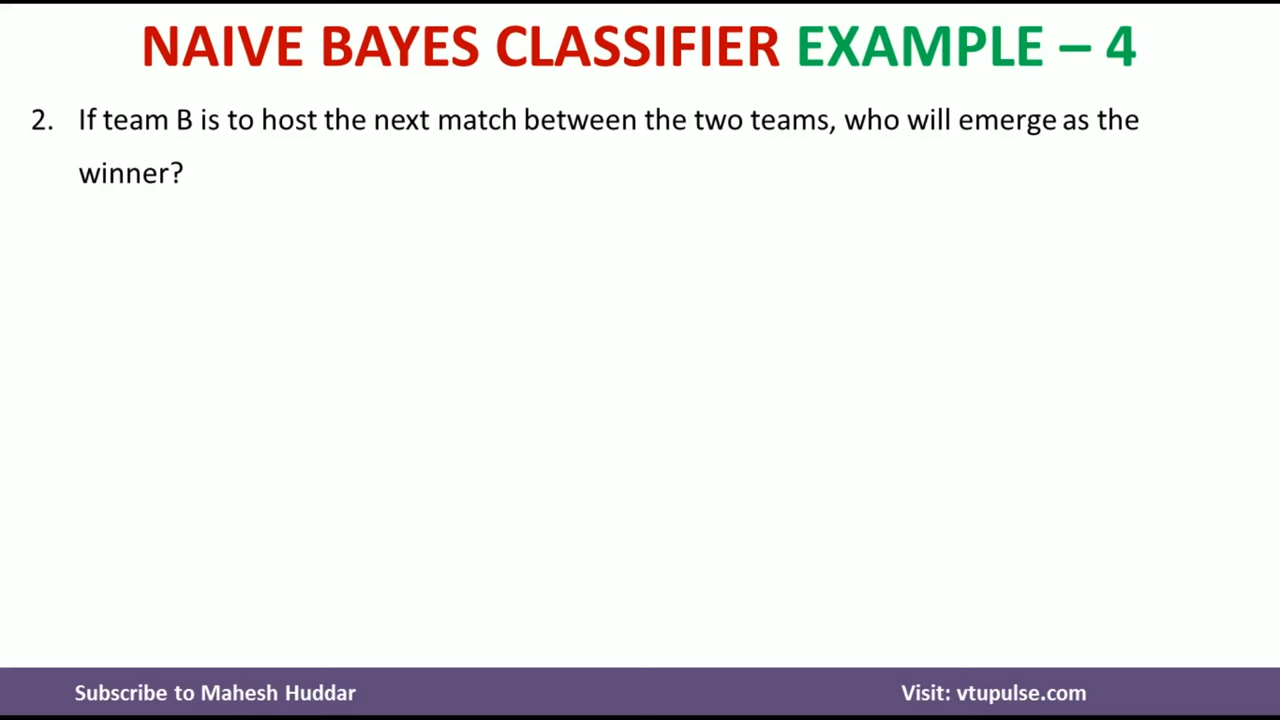 NAIVE BAYES CLASSIFIER EXAMPLE – 4
2. If team B is to host the next match between the two teams, who will emerge as the
winner?
Subscribe to Mahesh Huddar
Visit: vtupulse.com